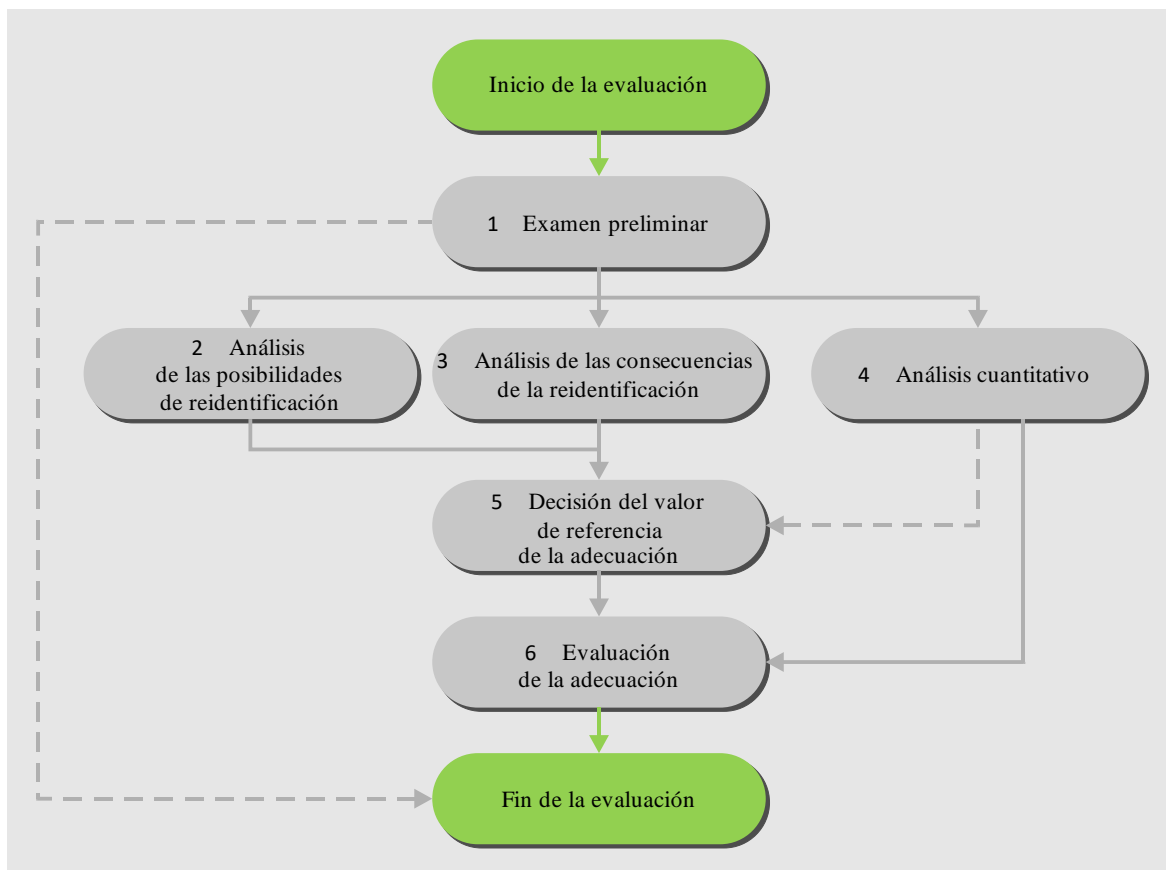 Inicio de la evaluación
1 Examen preliminar
2 Análisis
de las posibilidades
de reidentificación
3 Análisis de las consecuencias
de la reidentificación
4 Análisis cuantitativo
5 Decisión del valor
de referencia
de la adecuación
6 Evaluación
de la adecuación
Fin de la evaluación